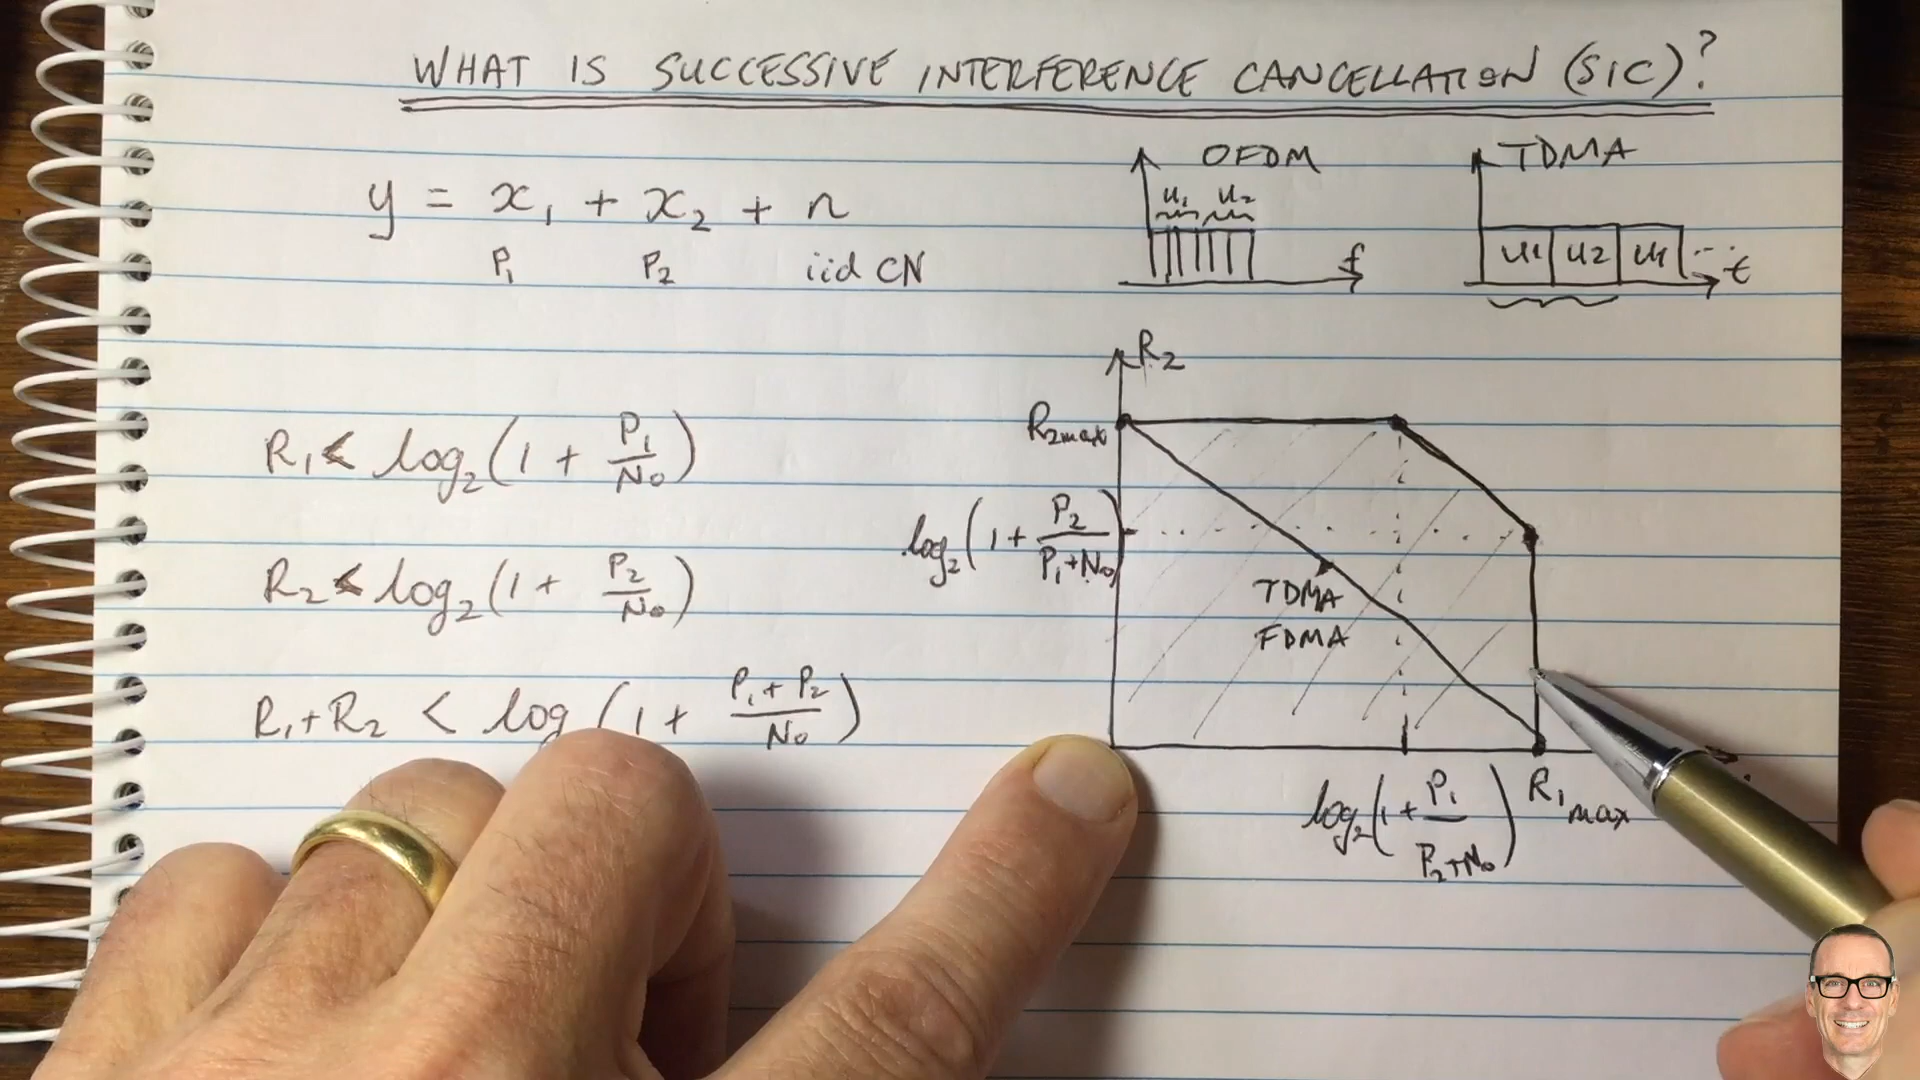 WHAT IS SUCCESSIVE INTERFERENCE CANCELLATION (SIC)?
y = x₁ + x₂ + n
P₁ P₂ iid CN
OFDM
u₁ u₂
f
TDMA
u1 u2 u1 ...
t
R₁ < log₂(1 + P₁/N₀)
R₂ < log₂(1 + P₂/N₀)
R₁+R₂ < log (1 + P₁+P₂/N₀)
R₂
R₂max
log₂(1 + P₂/P₁+N₀)
TDMA
FDMA
log₂(1 + P₁/P₂+N₀)
R₁max